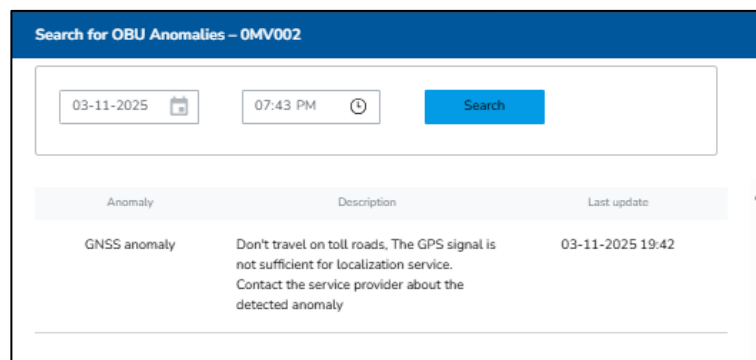 Search for OBU Anomalies – 0MV002
03-11-2025
07:43 PM
Search
Anomaly Description Last update
GNSS anomaly
Don't travel on toll roads, The GPS signal is
not sufficient for localization service.
Contact the service provider about the
detected anomaly
03-11-2025 19:42